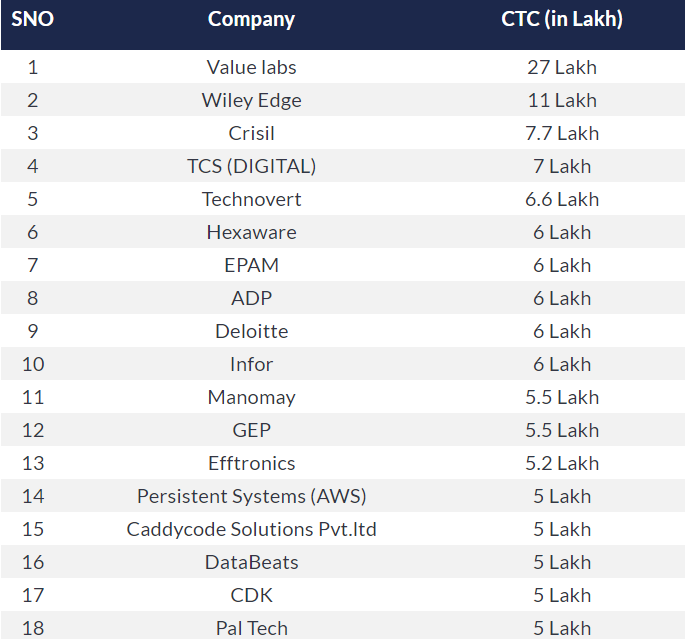 SNO Company CTC (in Lakh)
1 Value labs 27 Lakh
2 Wiley Edge 11 Lakh
3 Crisil 7.7 Lakh
4 TCS (DIGITAL) 7 Lakh
5 Technovert 6.6 Lakh
6 Hexaware 6 Lakh
7 EPAM 6 Lakh
8 ADP 6 Lakh
9 Deloitte 6 Lakh
10 Infor 6 Lakh
11 Manomay 5.5 Lakh
12 GEP 5.5 Lakh
13 Efftronics 5.2 Lakh
14 Persistent Systems (AWS) 5 Lakh
15 Caddycode Solutions Pvt.ltd 5 Lakh
16 DataBeats 5 Lakh
17 CDK 5 Lakh
18 Pal Tech 5 Lakh